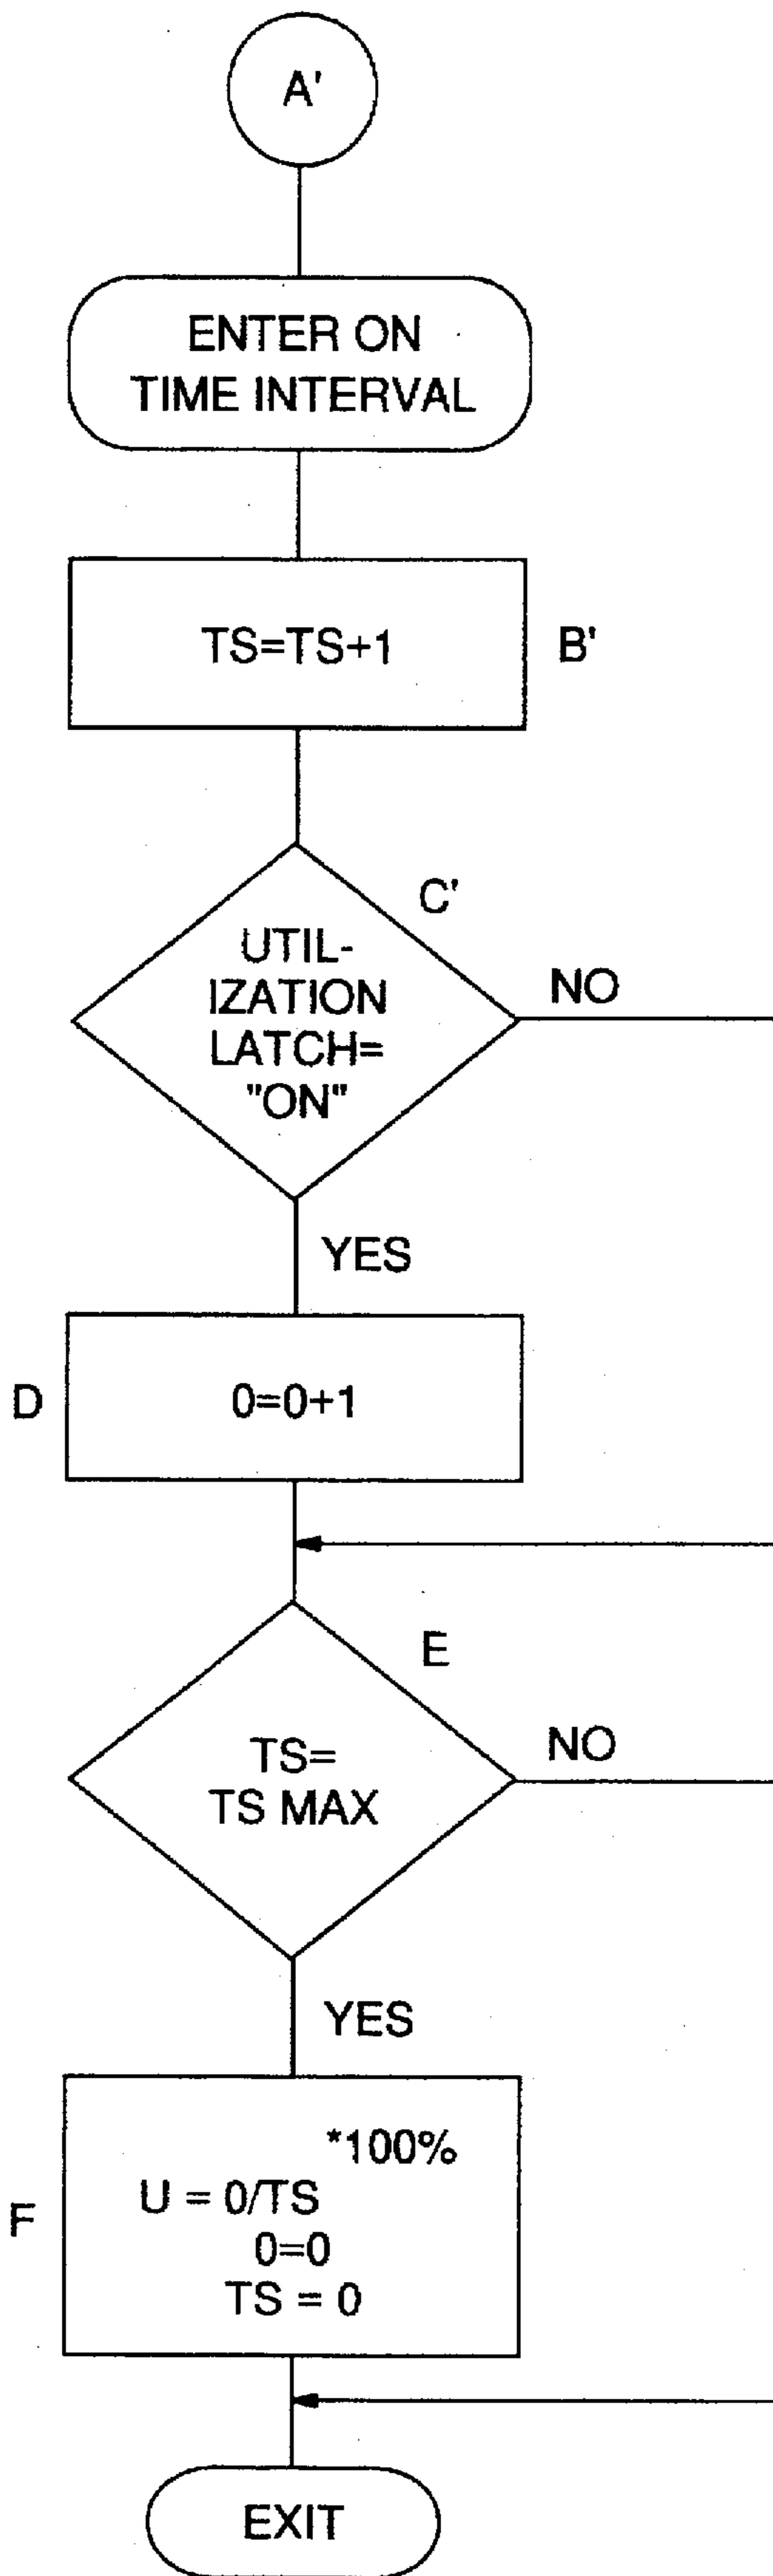 A'
ENTER ON
TIME INTERVAL
TS=TS+1
B'
C'
UTIL-
IZATION
LATCH=
"ON"
NO
YES
D
0=0+1
E
TS=
TS MAX
NO
YES
F
*100%
U = 0/TS
0=0
TS = 0
EXIT